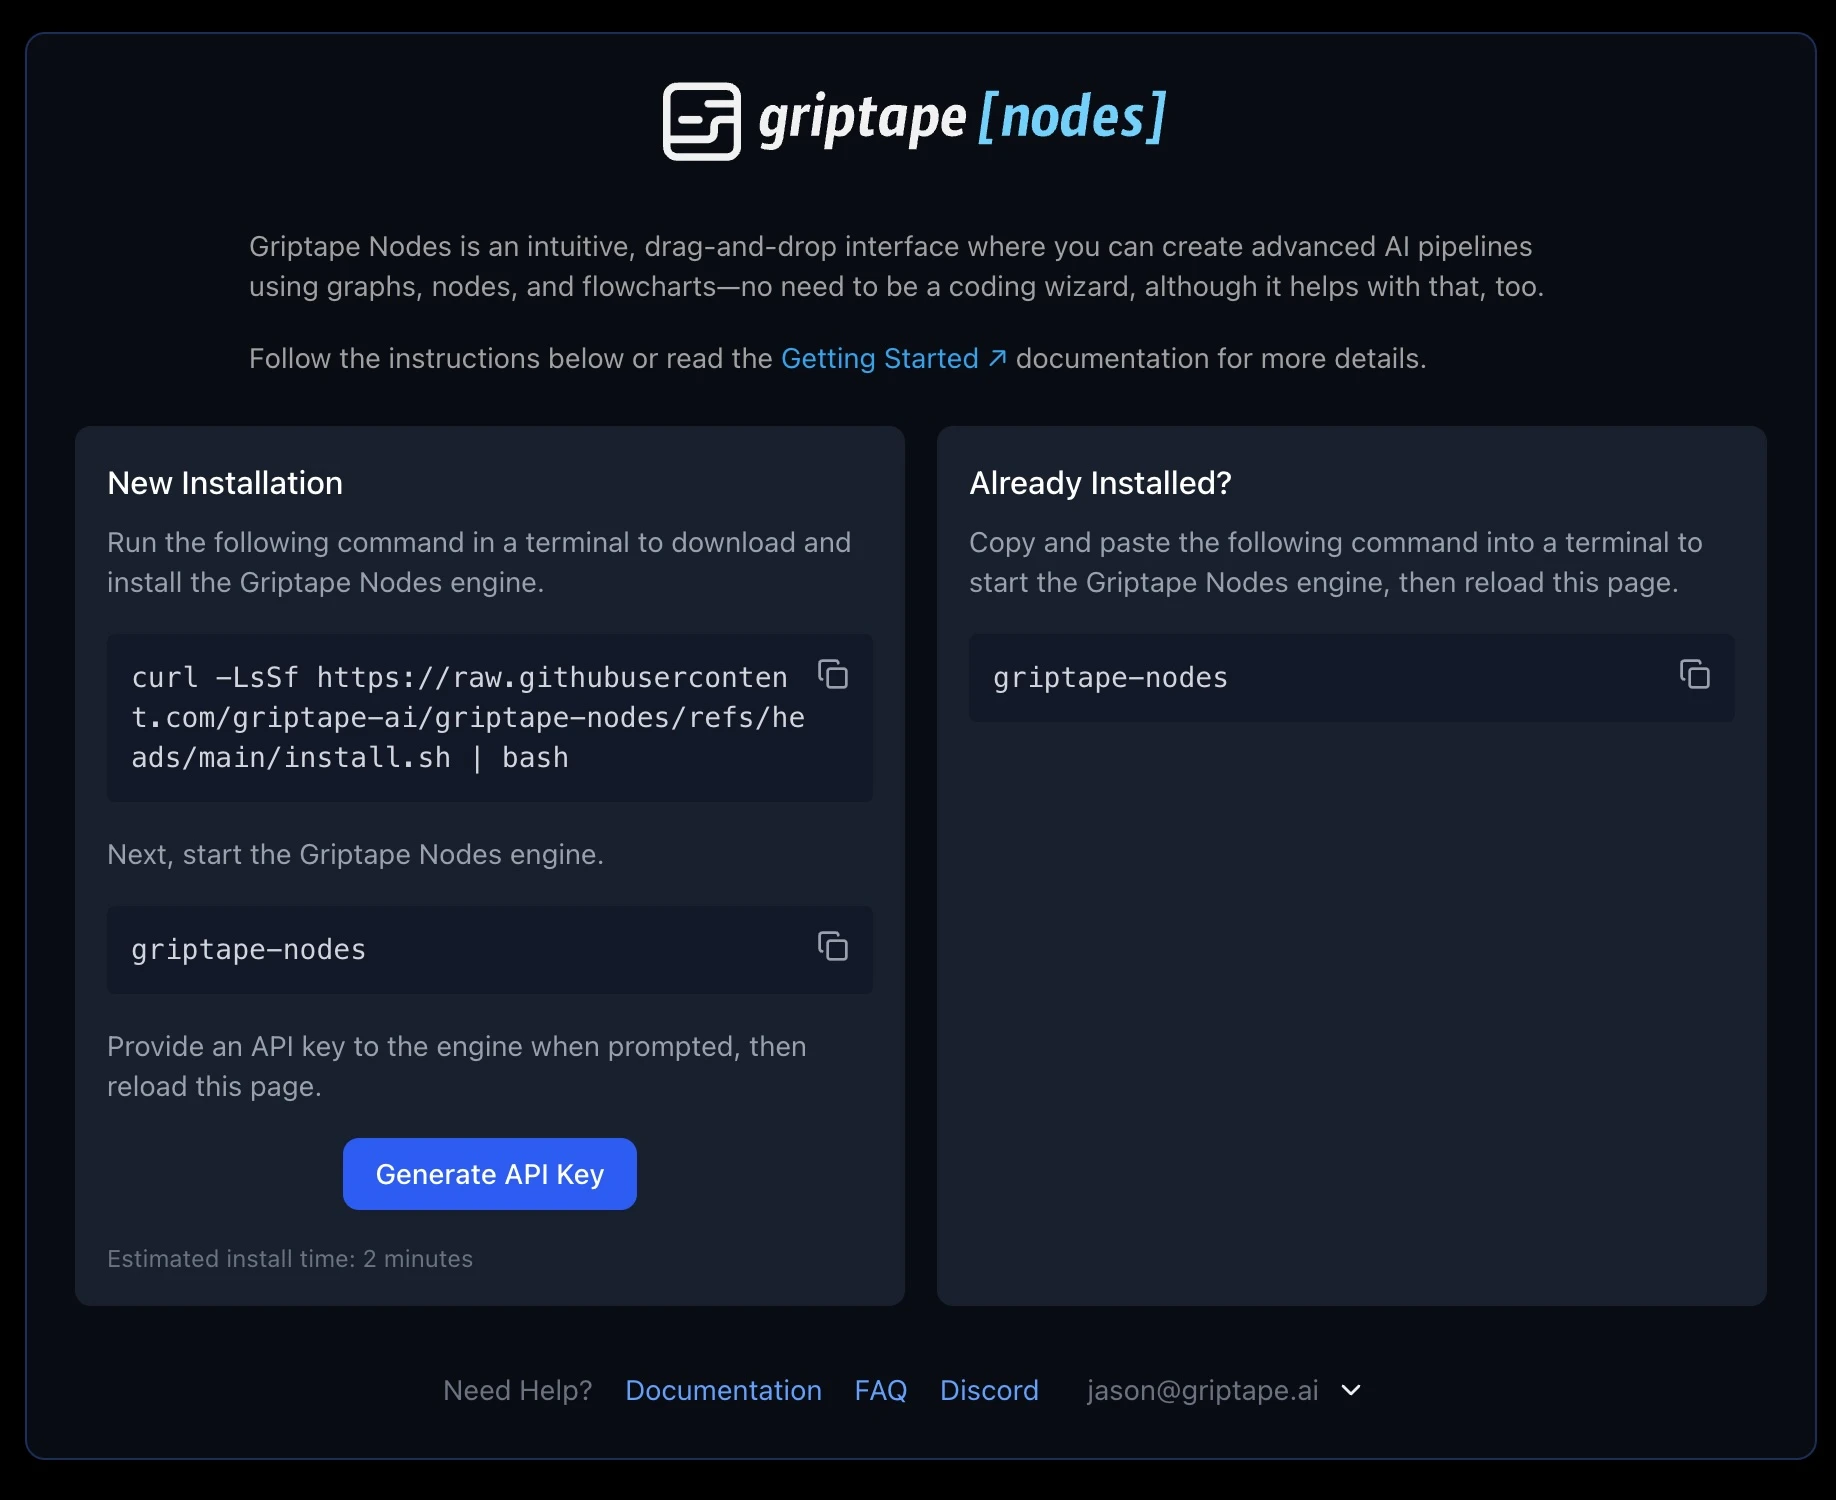 griptape [nodes]
Griptape Nodes is an intuitive, drag-and-drop interface where you can create advanced AI pipelines
using graphs, nodes, and flowcharts—no need to be a coding wizard, although it helps with that, too.
Follow the instructions below or read the Getting Started ↗ documentation for more details.
New Installation
Run the following command in a terminal to download and
install the Griptape Nodes engine.
curl -LsSf https://raw.githubuserconten
t.com/griptape-ai/griptape-nodes/refs/he
ads/main/install.sh | bash
Next, start the Griptape Nodes engine.
griptape-nodes
Provide an API key to the engine when prompted, then
reload this page.
Generate API Key
Estimated install time: 2 minutes
Already Installed?
Copy and paste the following command into a terminal to
start the Griptape Nodes engine, then reload this page.
griptape-nodes
Need Help? Documentation FAQ Discord jason@griptape.ai